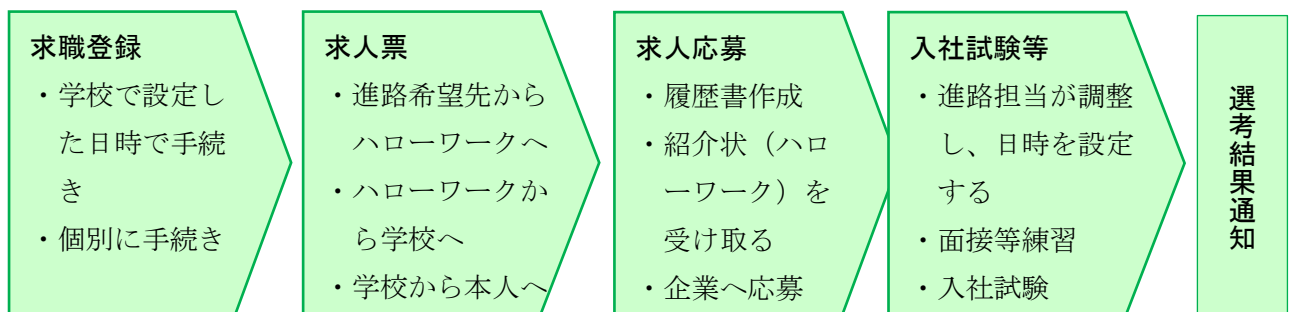 求職登録
・学校で設定し
た日時で手続
き
・個別に手続き
求人票
・進路希望先から
ハローワークへ
・ハローワークか
ら学校へ
・学校から本人へ
求人応募
・履歴書作成
・紹介状（ハロ
ーワーク）を
受け取る
・企業へ応募
入社試験等
・進路担当が調整
し、日時を設定
する
・面接等練習
・入社試験
選考結果通知